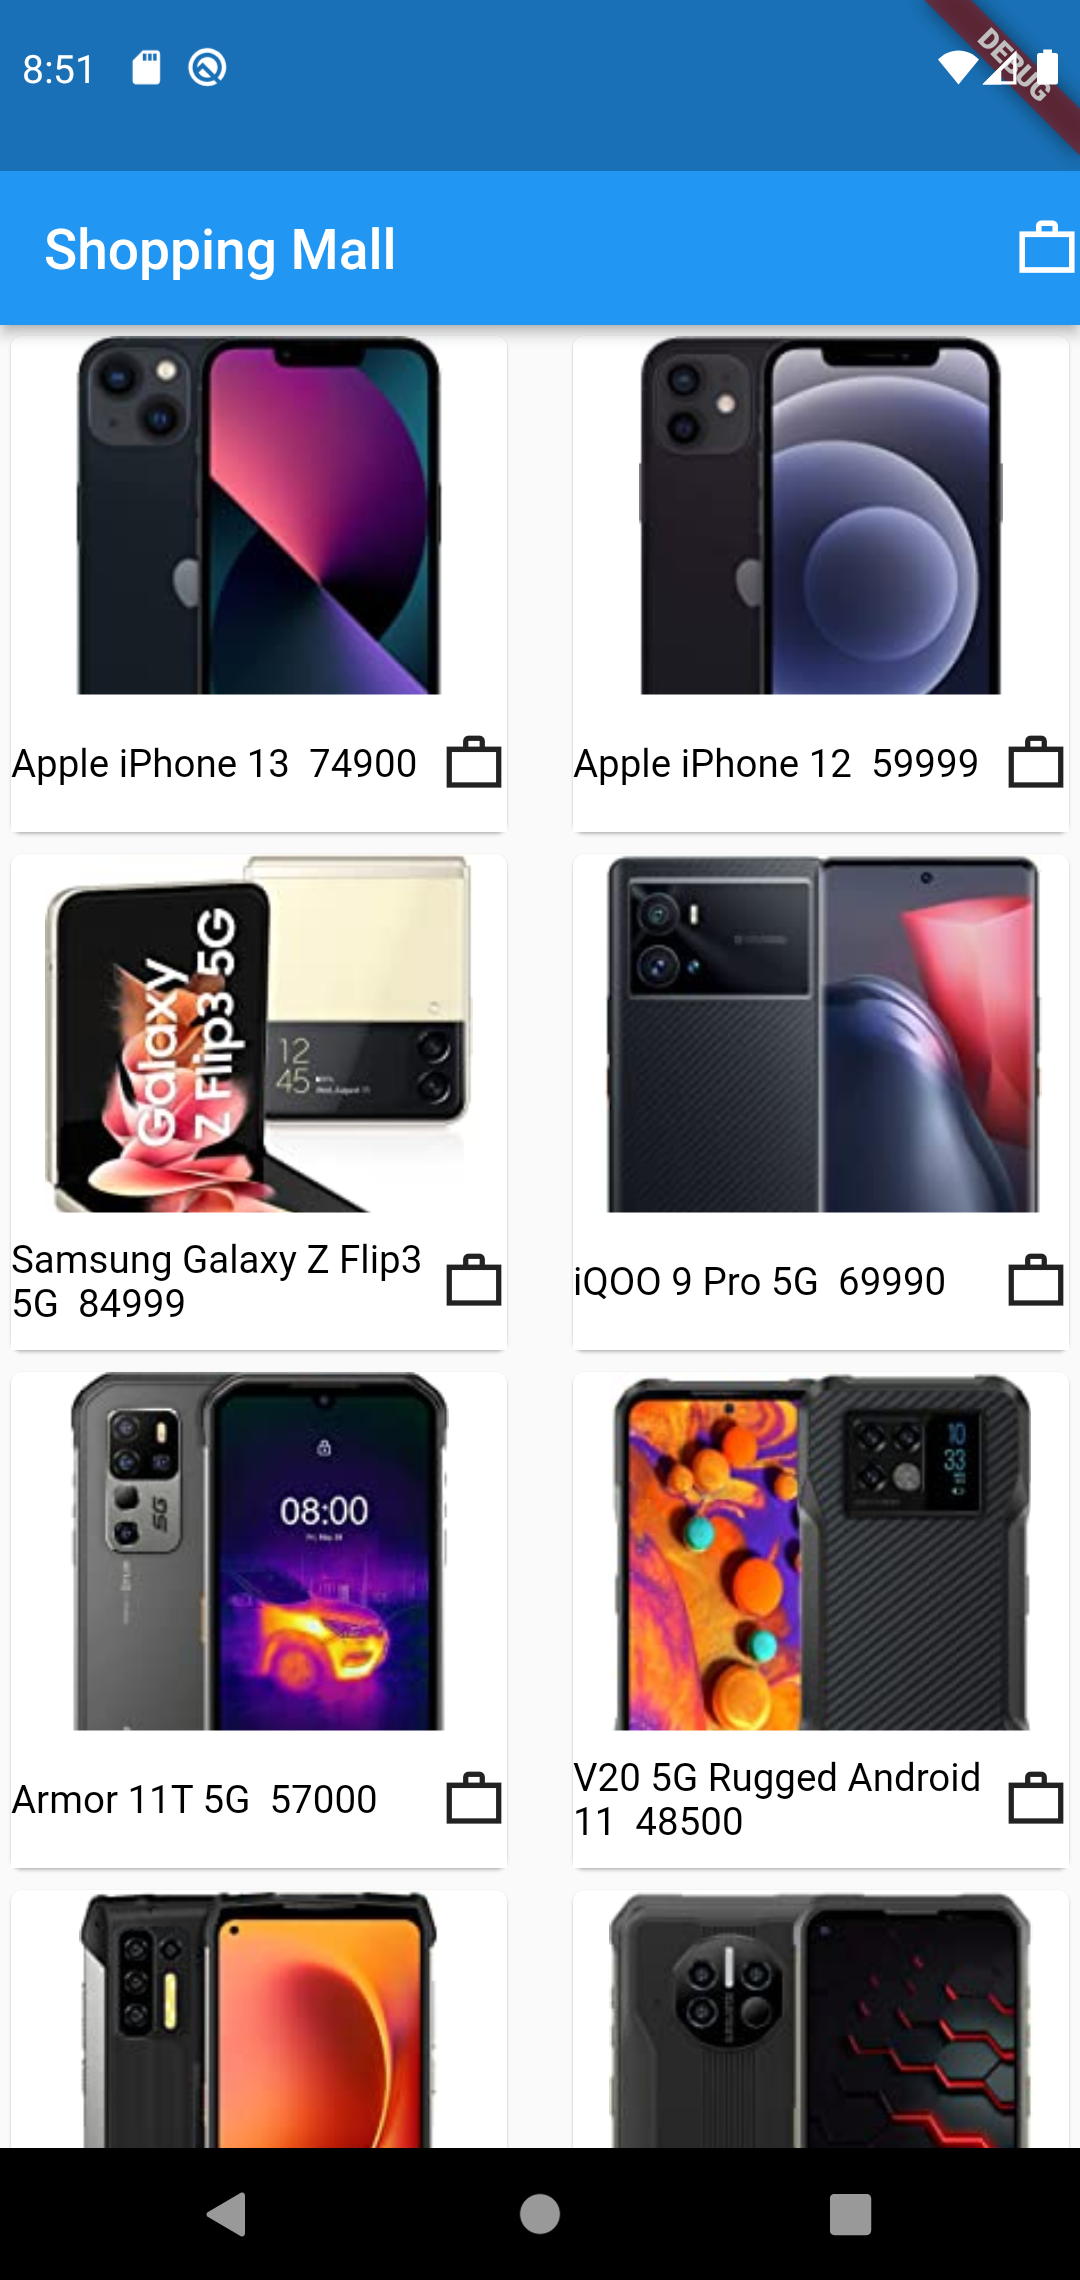 8:51
DEBUG
Shopping Mall
Apple iPhone 13 74900
Apple iPhone 12 59999
Galaxy
Z Flip3 5G
12
45
Samsung Galaxy Z Flip3
5G 84999
iQOO 9 Pro 5G 69990
5G
08:00
10
33
Armor 11T 5G 57000
V20 5G Rugged Android
11 48500